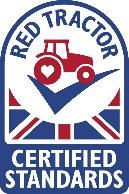 RED TRACTOR
CERTIFIED
STANDARDS